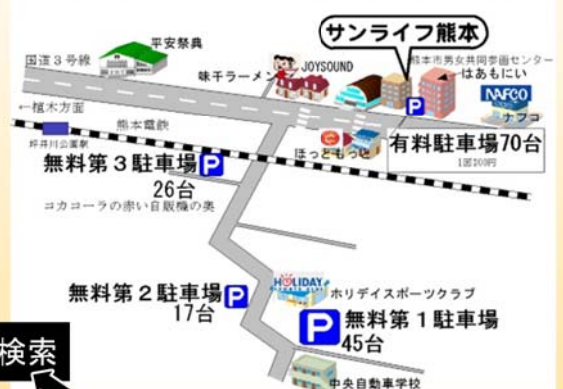 サンライフ熊本
平安祭典
国道3号線
味千ラーメン
JOYSOUND
熊本市男女共同参画センター
はあもにい
P
NAFCO
ナフコ
←植木方面
熊本電鉄
坪井川公園駅
ほっともっと
有料駐車場70台
1回200円
無料第3駐車場 P
26台
コカコーラの赤い自販機の奥
HOLIDAY
ホリデイスポーツクラブ
無料第2駐車場 P
17台
P 無料第1駐車場
45台
検索
中央自動車学校